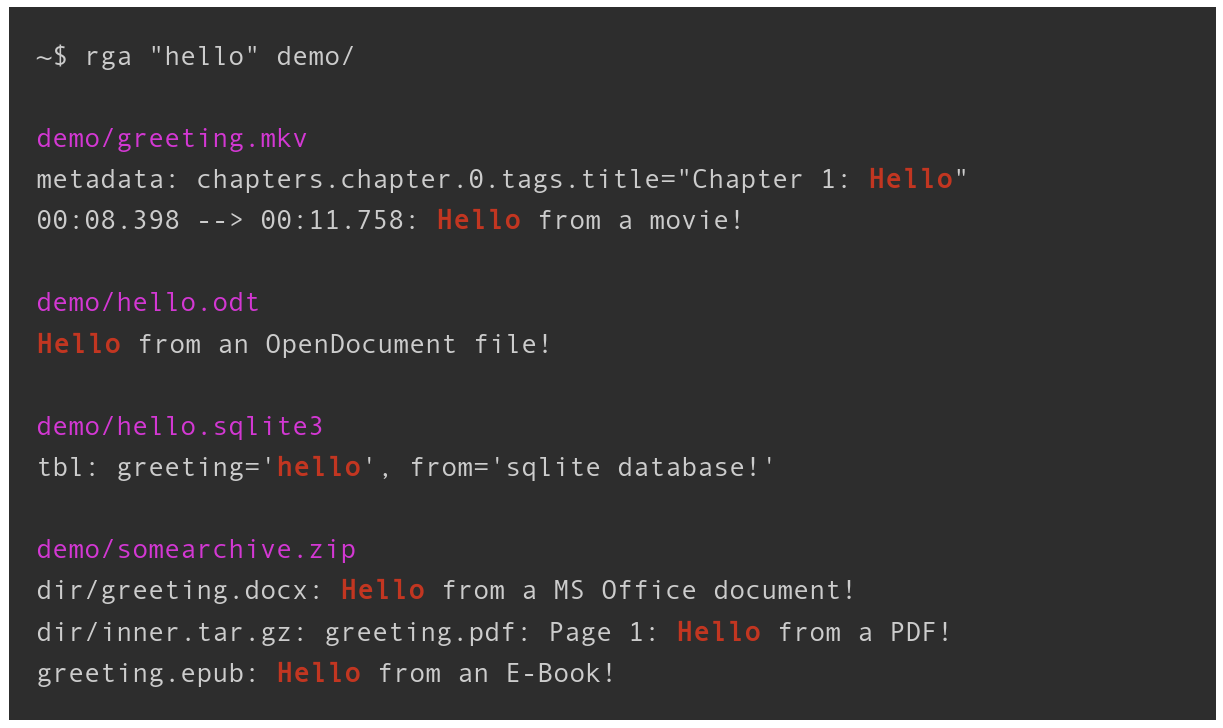 ~$ rga "hello" demo/
demo/greeting.mkv
metadata: chapters.chapter.0.tags.title="Chapter 1: Hello"
00:08.398 --> 00:11.758: Hello from a movie!
demo/hello.odt
Hello from an OpenDocument file!
demo/hello.sqlite3
tbl: greeting='hello', from='sqlite database!'
demo/somearchive.zip
dir/greeting.docx: Hello from a MS Office document!
dir/inner.tar.gz: greeting.pdf: Page 1: Hello from a PDF!
greeting.epub: Hello from an E-Book!